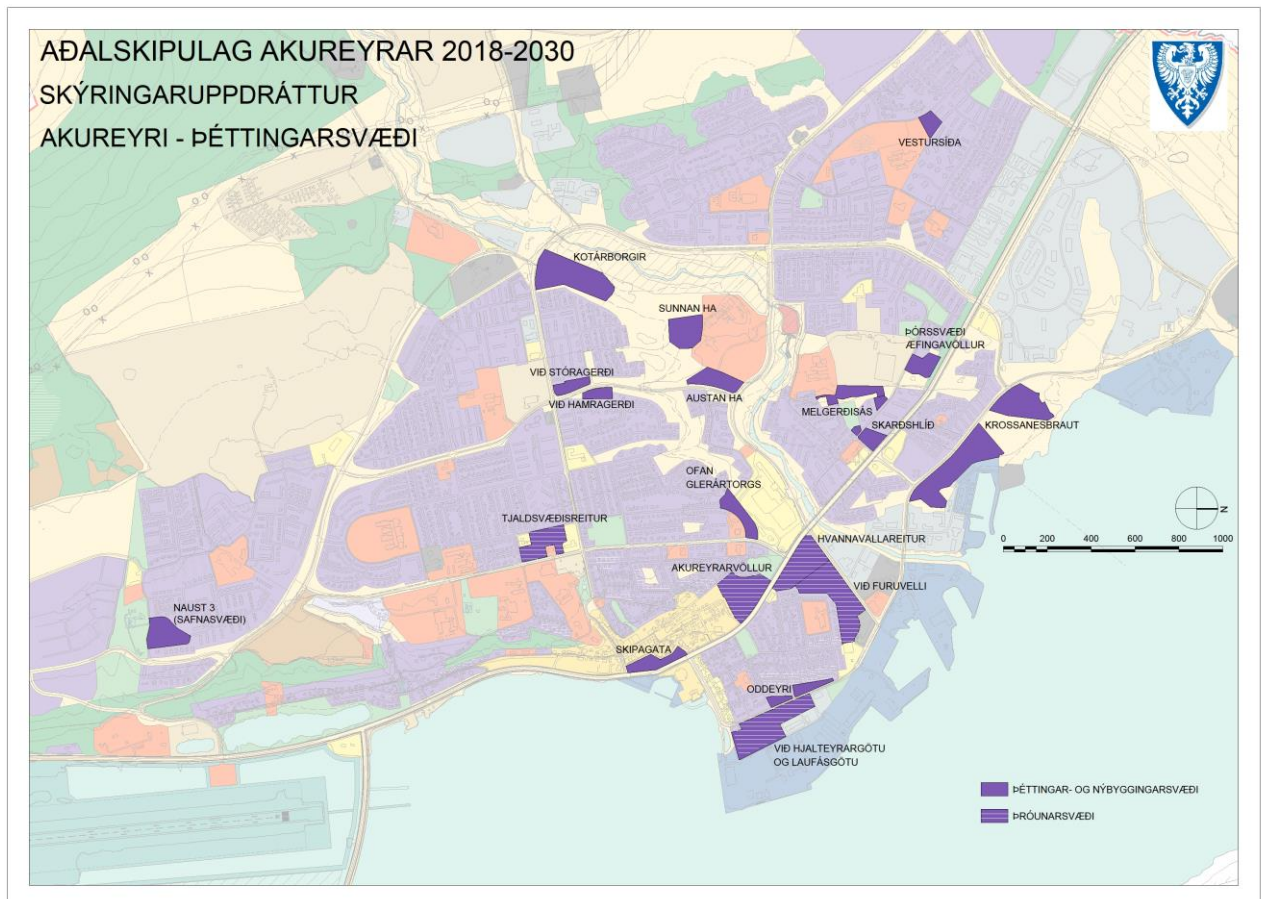 AÐALSKIPULAG AKUREYRAR 2018-2030
SKÝRINGARUPPDRÁTTUR
AKUREYRI - ÞÉTTINGARSVÆÐI
VESTURSÍÐA
KOTÁRBORGIR
SUNNAN HA
ÞÓRSSVÆÐI
ÆFINGAVÖLLUR
VIÐ STÓRAGERÐI
VIÐ HAMRAGERÐI
AUSTAN HA
MELGERÐISÁS
SKARÐSHLÍÐ
KROSSANESBRAUT
OFAN
GLERÁRTORGS
TJALDSVÆÐISREITUR
HVANNAVALLAREITUR
AKUREYRARVÖLLUR
VIÐ FURUVELLI
N
0 200 400 600 800 1000
NAUST 3
(SAFNASVÆÐI)
SKIPAGATA
ODDEYRI
VIÐ HJALTEYRARGÖTU
OG LAUFÁSGÖTU
ÞÉTTINGAR- OG NÝBYGGINGARSVÆÐI
ÞRÓUNARSVÆÐI